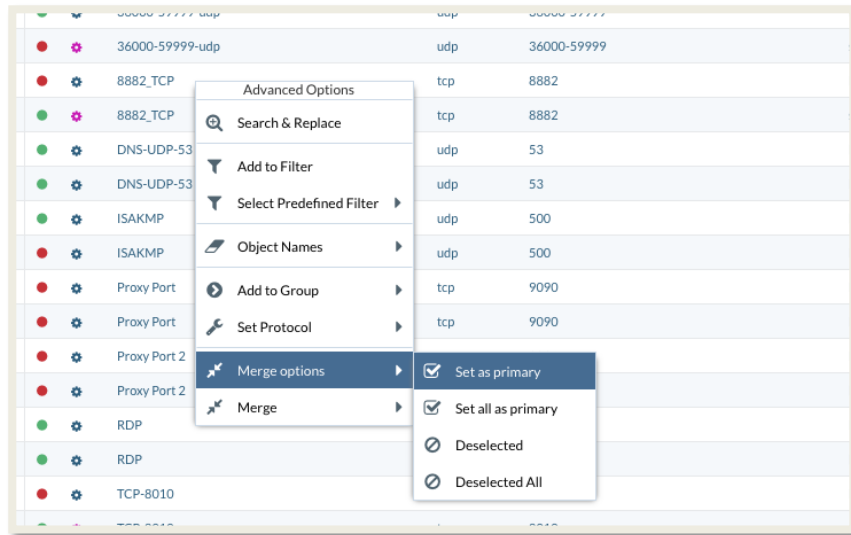 36000-59999-udp udp 36000-59999
8882_TCP tcp 8882
Advanced Options
8882_TCP tcp 8882
Search & Replace
DNS-UDP-53 udp 53
Add to Filter
DNS-UDP-53 udp 53
Select Predefined Filter
ISAKMP udp 500
Object Names
ISAKMP udp 500
Proxy Port tcp 9090
Add to Group
Proxy Port tcp 9090
Set Protocol
Proxy Port 2
Merge options
Set as primary
Proxy Port 2
Merge
Set all as primary
RDP
Deselected
RDP
Deselected All
TCP-8010